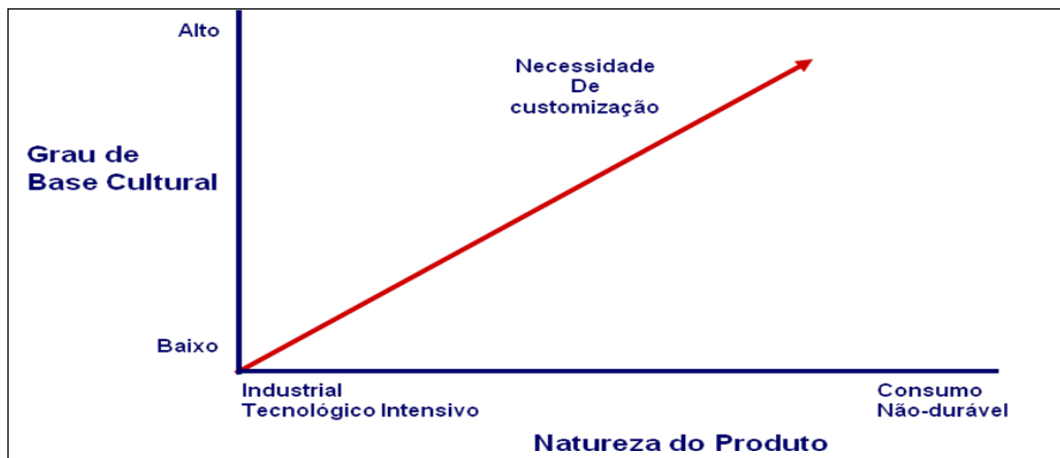 Alto
Necessidade
De
customização
Grau de
Base Cultural
Baixo
Industrial
Tecnológico Intensivo
Consumo
Não-durável
Natureza do Produto